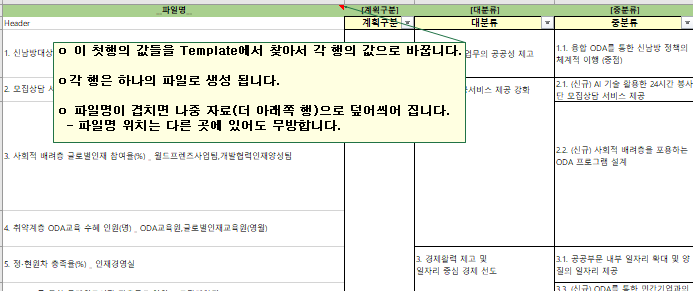 _파일명_ [계획구분] [대분류] [중분류]
Header 계획구분 대분류 중분류
1. 신남방대상
업무의 공공성 제고
1.1. 융합 ODA를 통한 신남방 정책의
체계적 이행 (중점)
o 이 첫행의 값들을 Template에서 찾아서 각 행의 값으로 바꿉니다.
o 각 행은 하나의 파일로 생성 됩니다.
o 파일명이 겹치면 나중 자료(더 아래쪽 행)으로 덮어씌어 집니다.
- 파일명 위치는 다른 곳에 있어도 무방합니다.
2. 모집상담
서비스 제공 강화
2.1. (신규) AI 기술 활용한 24시간 봉사
단 모집상담 서비스 제공
3. 사회적 배려층 글로벌인재 참여율(%) _ 월드프렌즈사업팀,개발협력인재양성팀
2.2. (신규) 사회적 배려층을 포용하는
ODA 프로그램 설계
4. 취약계층 ODA교육 수혜 인원(명) _ ODA교육원,글로벌인재교육원(영월)
5. 정·현원차 충족율(%) _ 인재경영실
3. 경제활력 제고 및
일자리 중심 경제 선도
3.1. 공공부문 내부 일자리 확대 및 양
질의 일자리 제공
3.3. (신규) ODA를 통한 민간기업과의